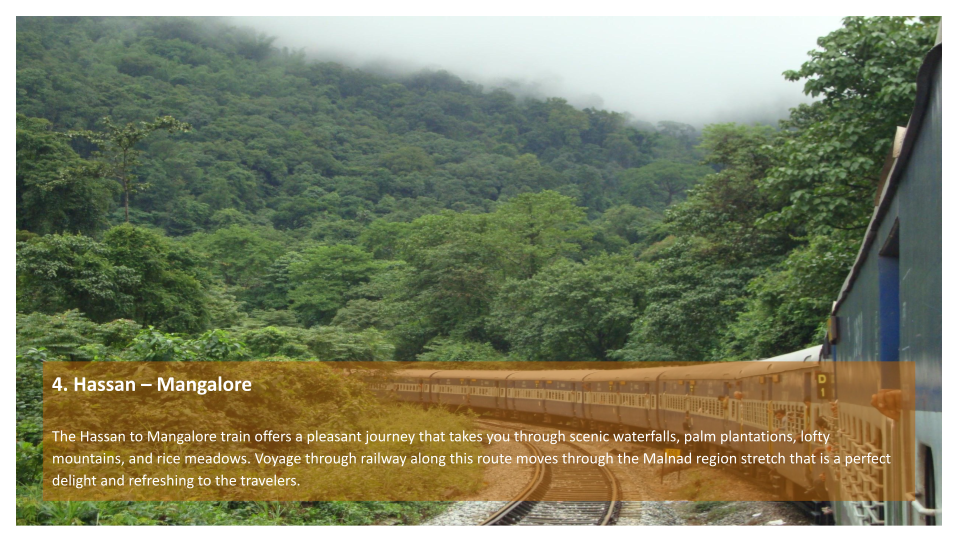 4. Hassan – Mangalore
The Hassan to Mangalore train offers a pleasant journey that takes you through scenic waterfalls, palm plantations, lofty
mountains, and rice meadows. Voyage through railway along this route moves through the Malnad region stretch that is a perfect
delight and refreshing to the travelers.
D
1